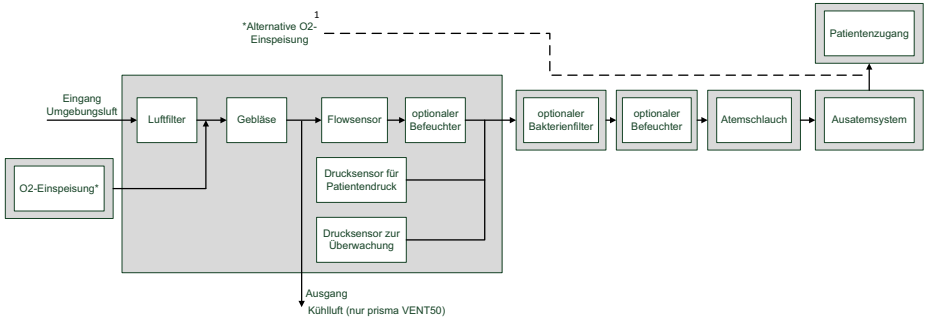 1
*Alternative O2-
Einspeisung
Patientenzugang
Eingang
Umgebungsluft
Luftfilter
Gebläse
Flowsensor
optionaler
Befeuchter
optionaler
Bakterienfilter
optionaler
Befeuchter
Atemschlauch
Ausatemsystem
O2-Einspeisung*
Drucksensor für
Patientendruck
Drucksensor zur
Überwachung
Ausgang
Kühlluft (nur prisma VENT50)